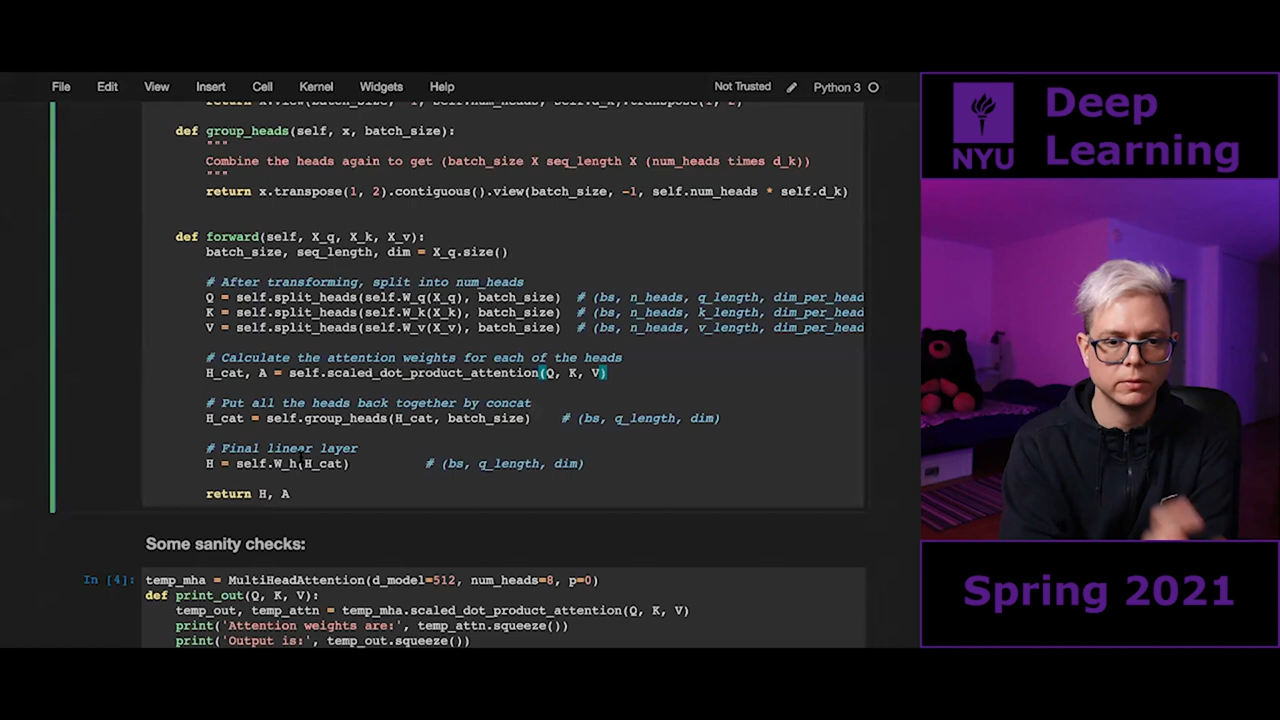 File Edit View Insert Cell Kernel Widgets Help Not Trusted Python 3
def group_heads(self, x, batch_size):
"""
Combine the heads again to get (batch_size X seq_length X (num_heads times d_k))
"""
return x.transpose(1, 2).contiguous().view(batch_size, -1, self.num_heads * self.d_k)
def forward(self, X_q, X_k, X_v):
batch_size, seq_length, dim = X_q.size()
# After transforming, split into num_heads
Q = self.split_heads(self.W_q(X_q), batch_size) # (bs, n_heads, q_length, dim_per_head
K = self.split_heads(self.W_k(X_k), batch_size) # (bs, n_heads, k_length, dim_per_head
V = self.split_heads(self.W_v(X_v), batch_size) # (bs, n_heads, v_length, dim_per_head
# Calculate the attention weights for each of the heads
H_cat, A = self.scaled_dot_product_attention(Q, K, V)
# Put all the heads back together by concat
H_cat = self.group_heads(H_cat, batch_size) # (bs, q_length, dim)
# Final linear layer
H = self.W_h(H_cat) # (bs, q_length, dim)
return H, A
Some sanity checks:
In [4]: temp_mha = MultiHeadAttention(d_model=512, num_heads=8, p=0)
def print_out(Q, K, V):
temp_out, temp_attn = temp_mha.scaled_dot_product_attention(Q, K, V)
print('Attention weights are:', temp_attn.squeeze())
print('Output is:', temp_out.squeeze())
NYU
Deep
Learning
Spring 2021